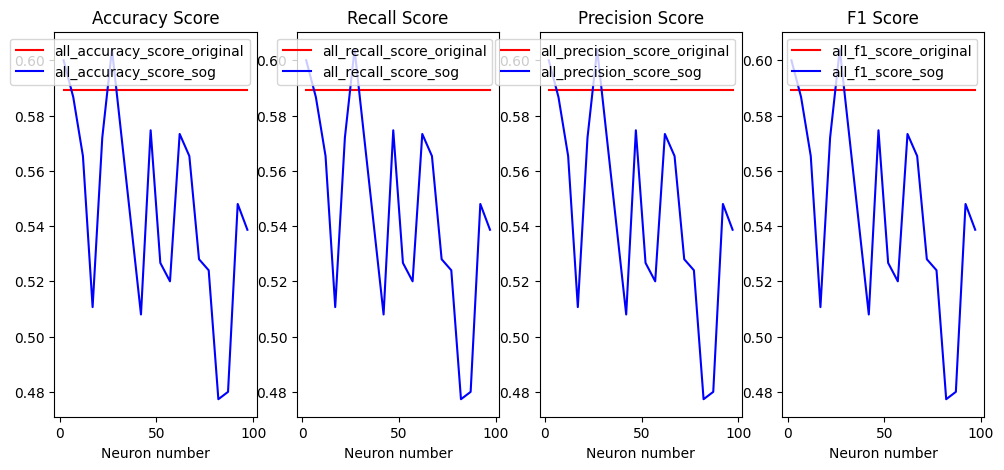 Accuracy Score
all_accuracy_score_original
all_accuracy_score_sog
0.60
0.58
0.56
0.54
0.52
0.50
0.48
0
50
100
Neuron number
Recall Score
all_recall_score_original
all_recall_score_sog
0.60
0.58
0.56
0.54
0.52
0.50
0.48
0
50
100
Neuron number
Precision Score
all_precision_score_original
all_precision_score_sog
0.60
0.58
0.56
0.54
0.52
0.50
0.48
0
50
100
Neuron number
F1 Score
all_f1_score_original
all_f1_score_sog
0.60
0.58
0.56
0.54
0.52
0.50
0.48
0
50
100
Neuron number